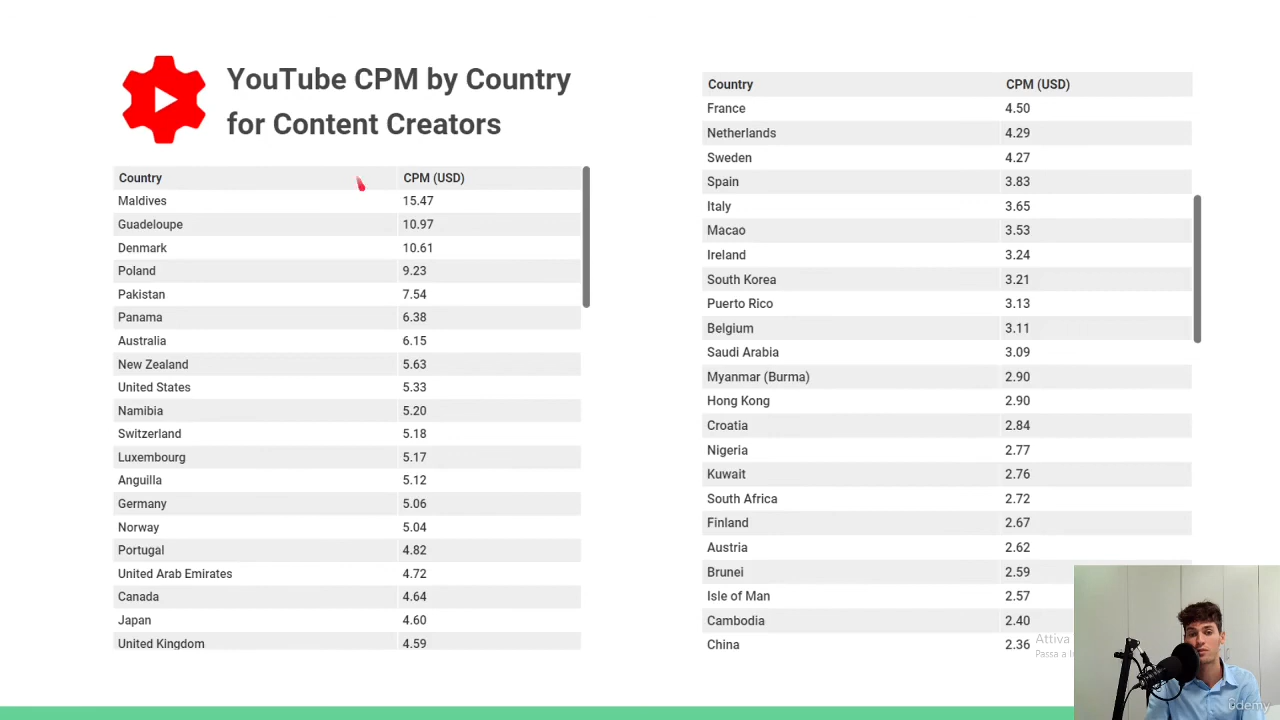 YouTube CPM by Country
for Content Creators
Country CPM (USD)
Maldives 15.47
Guadeloupe 10.97
Denmark 10.61
Poland 9.23
Pakistan 7.54
Panama 6.38
Australia 6.15
New Zealand 5.63
United States 5.33
Namibia 5.20
Switzerland 5.18
Luxembourg 5.17
Anguilla 5.12
Germany 5.06
Norway 5.04
Portugal 4.82
United Arab Emirates 4.72
Canada 4.64
Japan 4.60
United Kingdom 4.59
Country CPM (USD)
France 4.50
Netherlands 4.29
Sweden 4.27
Spain 3.83
Italy 3.65
Macao 3.53
Ireland 3.24
South Korea 3.21
Puerto Rico 3.13
Belgium 3.11
Saudi Arabia 3.09
Myanmar (Burma) 2.90
Hong Kong 2.90
Croatia 2.84
Nigeria 2.77
Kuwait 2.76
South Africa 2.72
Finland 2.67
Austria 2.62
Brunei 2.59
Isle of Man 2.57
Cambodia 2.40
China 2.36
Attiva
Passa a
udemy